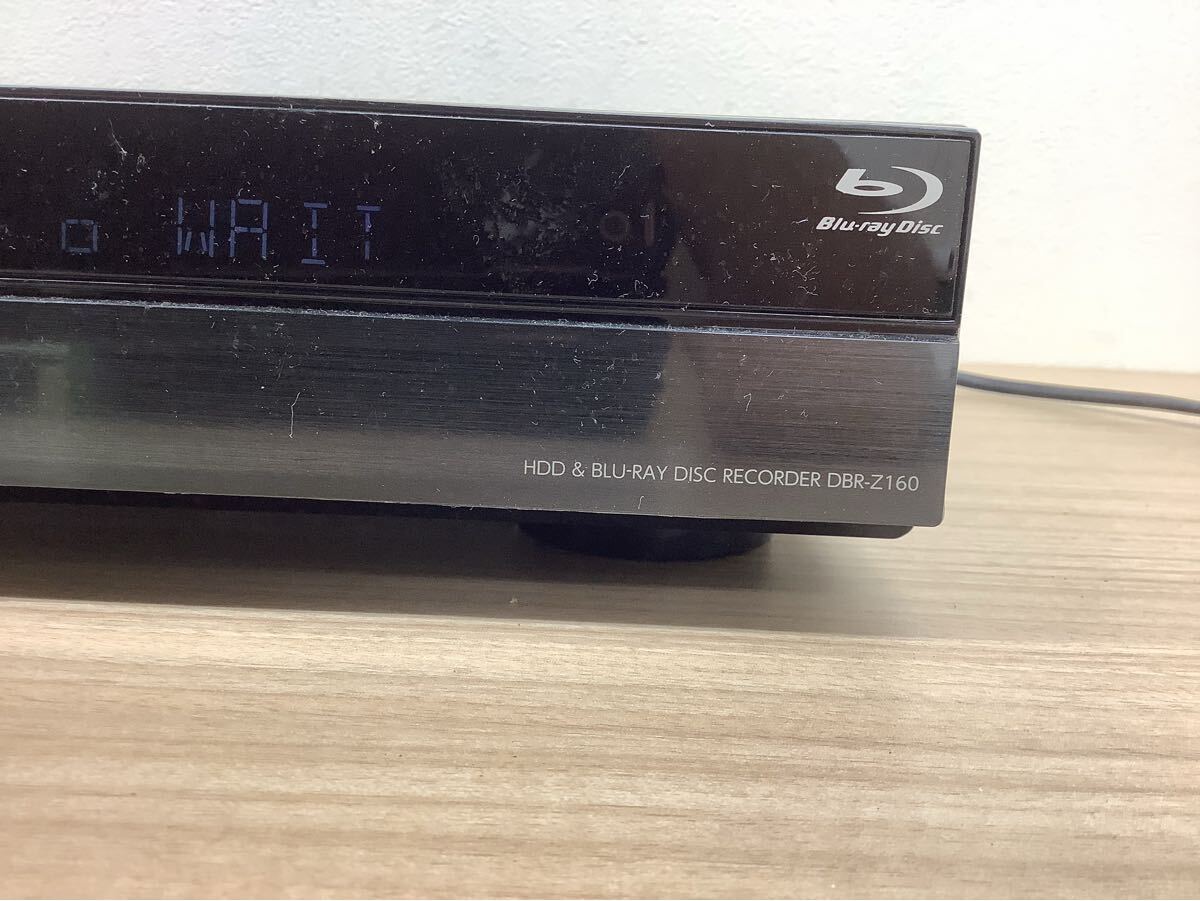 WAIT
Blu-ray Disc
HDD & BLU-RAY DISC RECORDER DBR-Z160